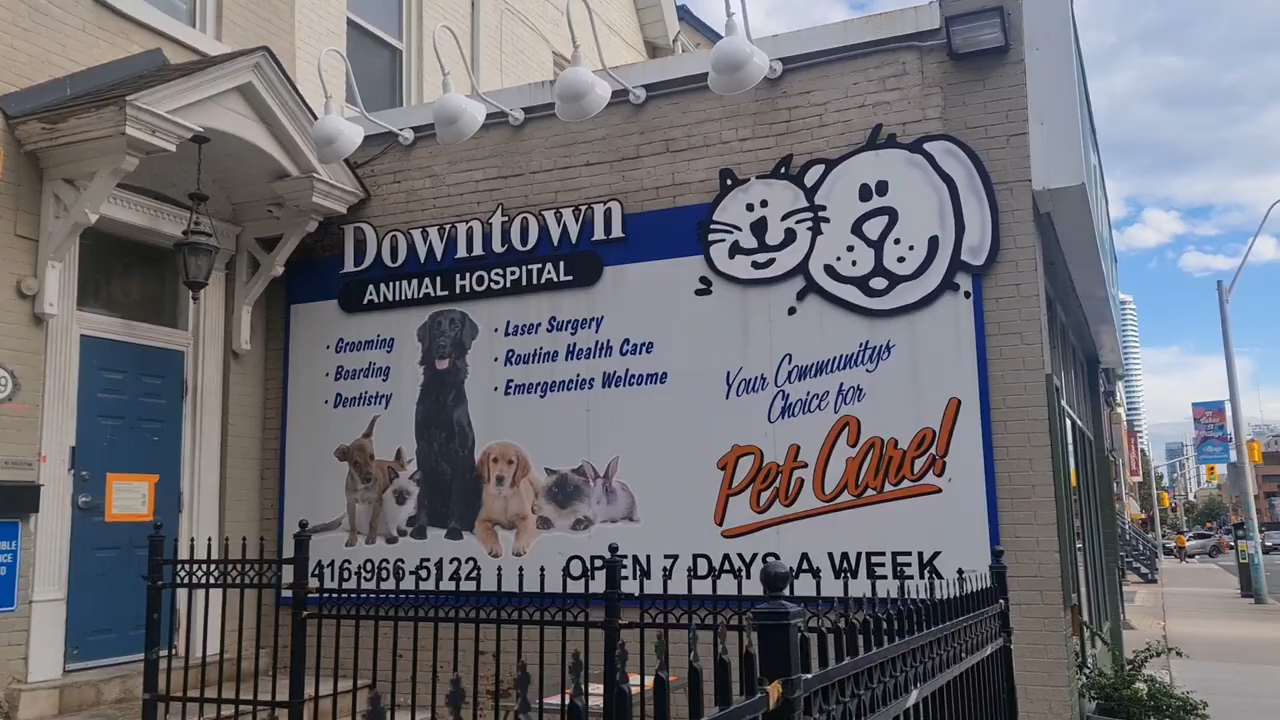 Downtown
ANIMAL HOSPITAL
· Grooming
· Boarding
· Dentistry
· Laser Surgery
· Routine Health Care
· Emergencies Welcome
Your Communitys
Choice for
Pet Care!
416-966-5122
OPEN 7 DAYS A WEEK